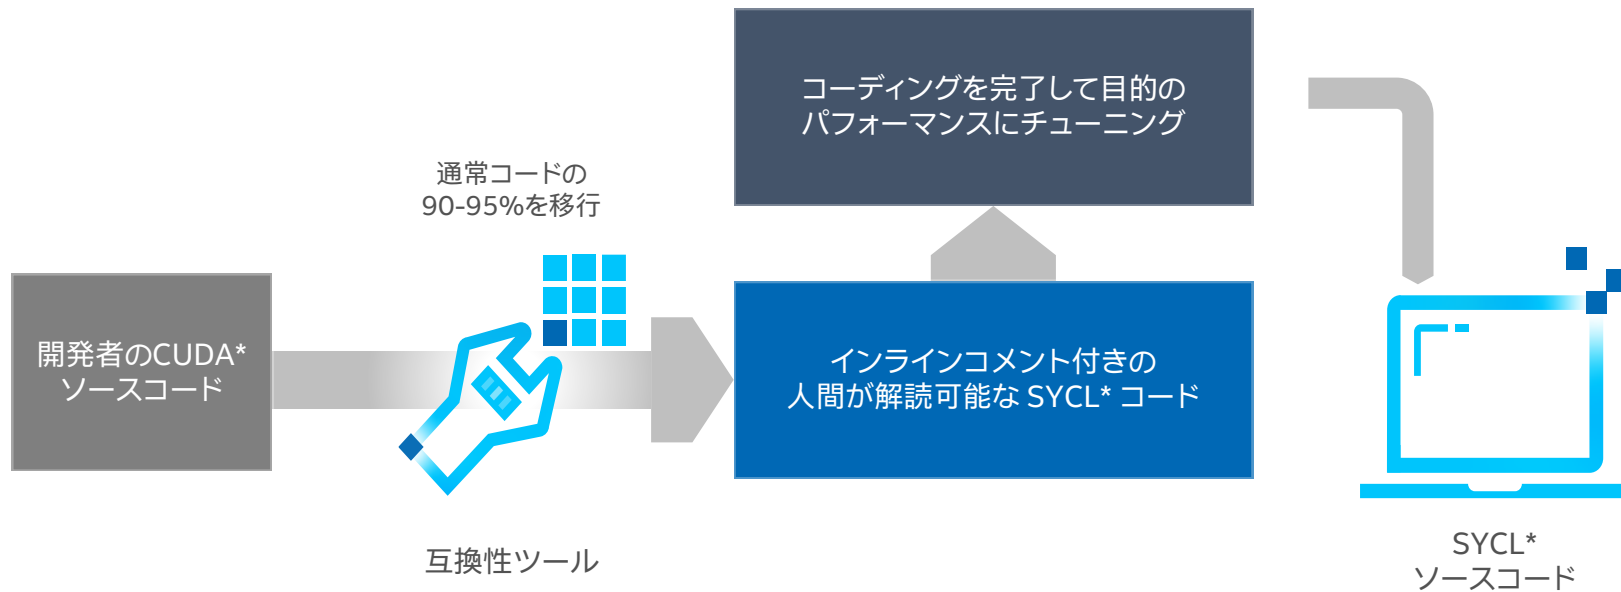 開発者のCUDA*
ソースコード
通常コードの
90-95%を移行
互換性ツール
インラインコメント付きの
人間が解読可能な SYCL* コード
コーディングを完了して目的の
パフォーマンスにチューニング
SYCL*
ソースコード